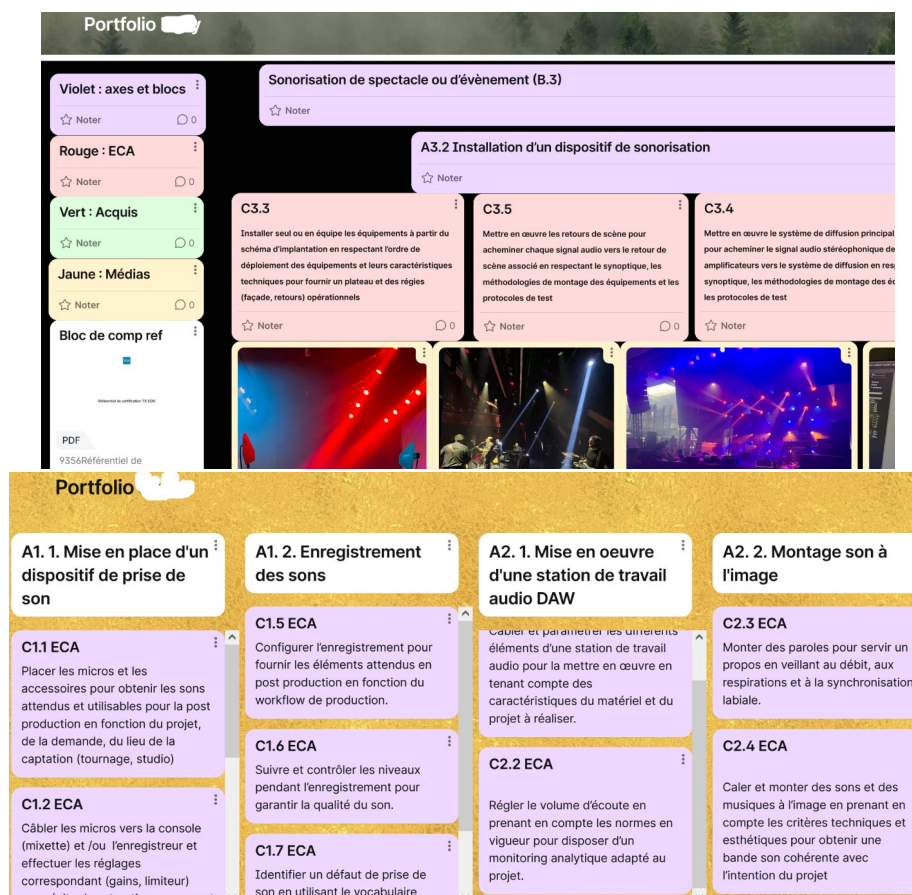 Portfolio
Violet : axes et blocs
Noter
0
Rouge : ECA
Noter
0
Vert : Acquis
Noter
0
Jaune : Médias
Noter
0
Bloc de comp ref
Référentiel de certification TX SON
PDF
9356Référentiel de
Sonorisation de spectacle ou d'évènement (B.3)
Noter
A3.2 Installation d'un dispositif de sonorisation
Noter
C3.3
Installer seul ou en équipe les équipements à partir du
schéma d'implantation en respectant l'ordre de
déploiement des équipements et leurs caractéristiques
techniques pour fournir un plateau et des régies
(façade, retours) opérationnels
Noter
0
C3.5
Mettre en œuvre les retours de scène pour
acheminer chaque signal audio vers le retour de
scène associé en respectant le synoptique, les
méthodologies de montage des équipements et les
protocoles de test
Noter
0
C3.4
Mettre en œuvre le système de diffusion principal
pour acheminer le signal audio stéréophonique de
amplificateurs vers le système de diffusion en res
synoptique, les méthodologies de montage des éq
les protocoles de test
Noter
Portfolio
A1. 1. Mise en place d'un
dispositif de prise de
son
C1.1 ECA
Placer les micros et les
accessoires pour obtenir les sons
attendus et utilisables pour la post
production en fonction du projet,
de la demande, du lieu de la
captation (tournage, studio)
C1.2 ECA
Câbler les micros vers la console
(mixette) et /ou l'enregistreur et
effectuer les réglages
correspondant (gains, limiteur)
A1. 2. Enregistrement
des sons
C1.5 ECA
Configurer l'enregistrement pour
fournir les éléments attendus en
post production en fonction du
workflow de production.
C1.6 ECA
Suivre et contrôler les niveaux
pendant l'enregistrement pour
garantir la qualité du son.
C1.7 ECA
Identifier un défaut de prise de
son en utilisant le vocabulaire
A2. 1. Mise en oeuvre
d'une station de travail
audio DAW
Câbler et paramétrer les différents
éléments d'une station de travail
audio pour la mettre en œuvre en
tenant compte des
caractéristiques du matériel et du
projet à réaliser.
C2.2 ECA
Régler le volume d'écoute en
prenant en compte les normes en
vigueur pour disposer d'un
monitoring analytique adapté au
projet.
A2. 2. Montage son à
l'image
C2.3 ECA
Monter des paroles pour servir un
propos en veillant au débit, aux
respirations et à la synchronisation
labiale.
C2.4 ECA
Caler et monter des sons et des
musiques à l'image en prenant en
compte les critères techniques et
esthétiques pour obtenir une
bande son cohérente avec
l'intention du projet